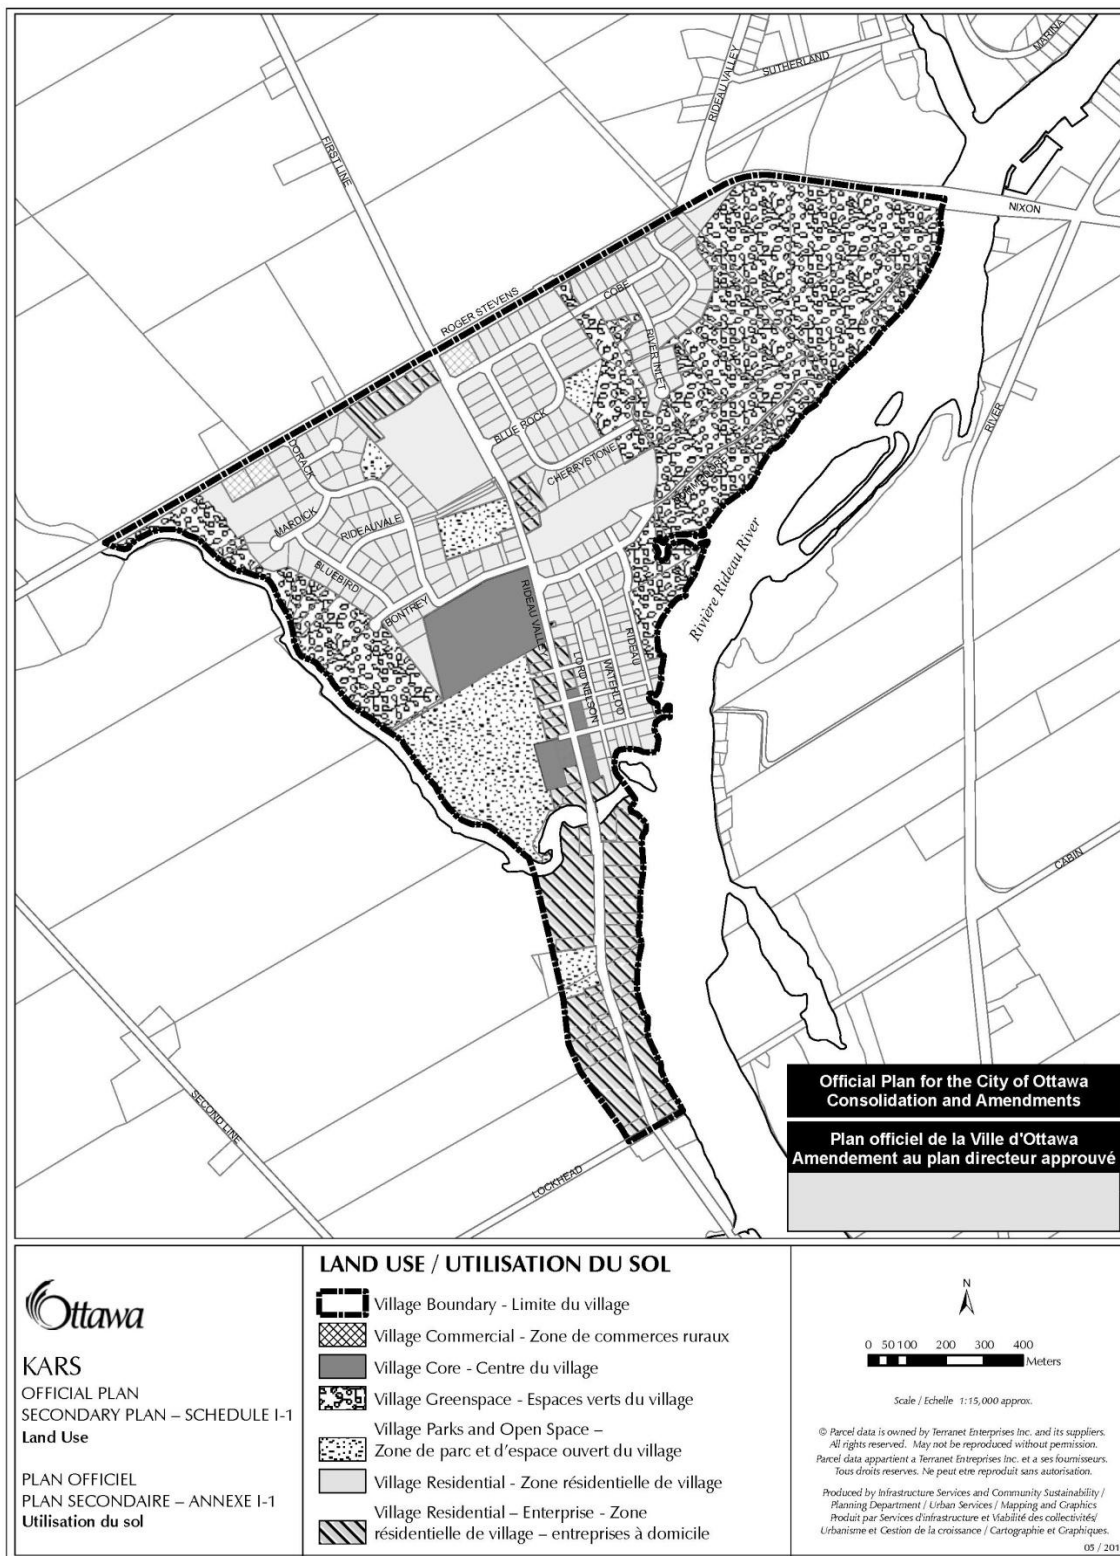 MARINA
SUTHERLAND
RIDEAU VALLEY
FIRST LINE
NIXON
ROGER STEVENS
COBE
RIVER INLET
BLUE ROCK
CHERRYSTONE
RIVER
DORACK
MARDICK
RIDEAUVALE
BLUEBIRD
BONTREY
RIDEAU VALLEY
RIDEAU
LORD NELSON
WATERLOO
Rivière Rideau River
CABIN
SECOND LINE
LOCKHEAD
Official Plan for the City of Ottawa
Consolidation and Amendments
Plan officiel de la Ville d'Ottawa
Amendement au plan directeur approuvé
Ottawa
KARS
OFFICIAL PLAN
SECONDARY PLAN – SCHEDULE I-1
Land Use
PLAN OFFICIEL
PLAN SECONDAIRE – ANNEXE I-1
Utilisation du sol
LAND USE / UTILISATION DU SOL
Village Boundary - Limite du village
Village Commercial - Zone de commerces ruraux
Village Core - Centre du village
Village Greenspace - Espaces verts du village
Village Parks and Open Space –
Zone de parc et d'espace ouvert du village
Village Residential - Zone résidentielle de village
Village Residential – Enterprise - Zone
résidentielle de village – entreprises à domicile
N
0 50 100 200 300 400
Meters
Scale / Echelle 1:15,000 approx.
© Parcel data is owned by Terranet Enterprises Inc. and its suppliers.
All rights reserved. May not be reproduced without permission.
Parcel data appartient a Terranet Entreprises Inc. et a ses fournisseurs.
Tous droits reserves. Ne peut etre reproduit sans autorisation.
Produced by Infrastructure Services and Community Sustainability /
Planning Department / Urban Services / Mapping and Graphics
Produit par Services d'infrastructure et Viabilité des collectivités/
Urbanisme et Gestion de la croissance / Cartographie et Graphiques.
05 / 201